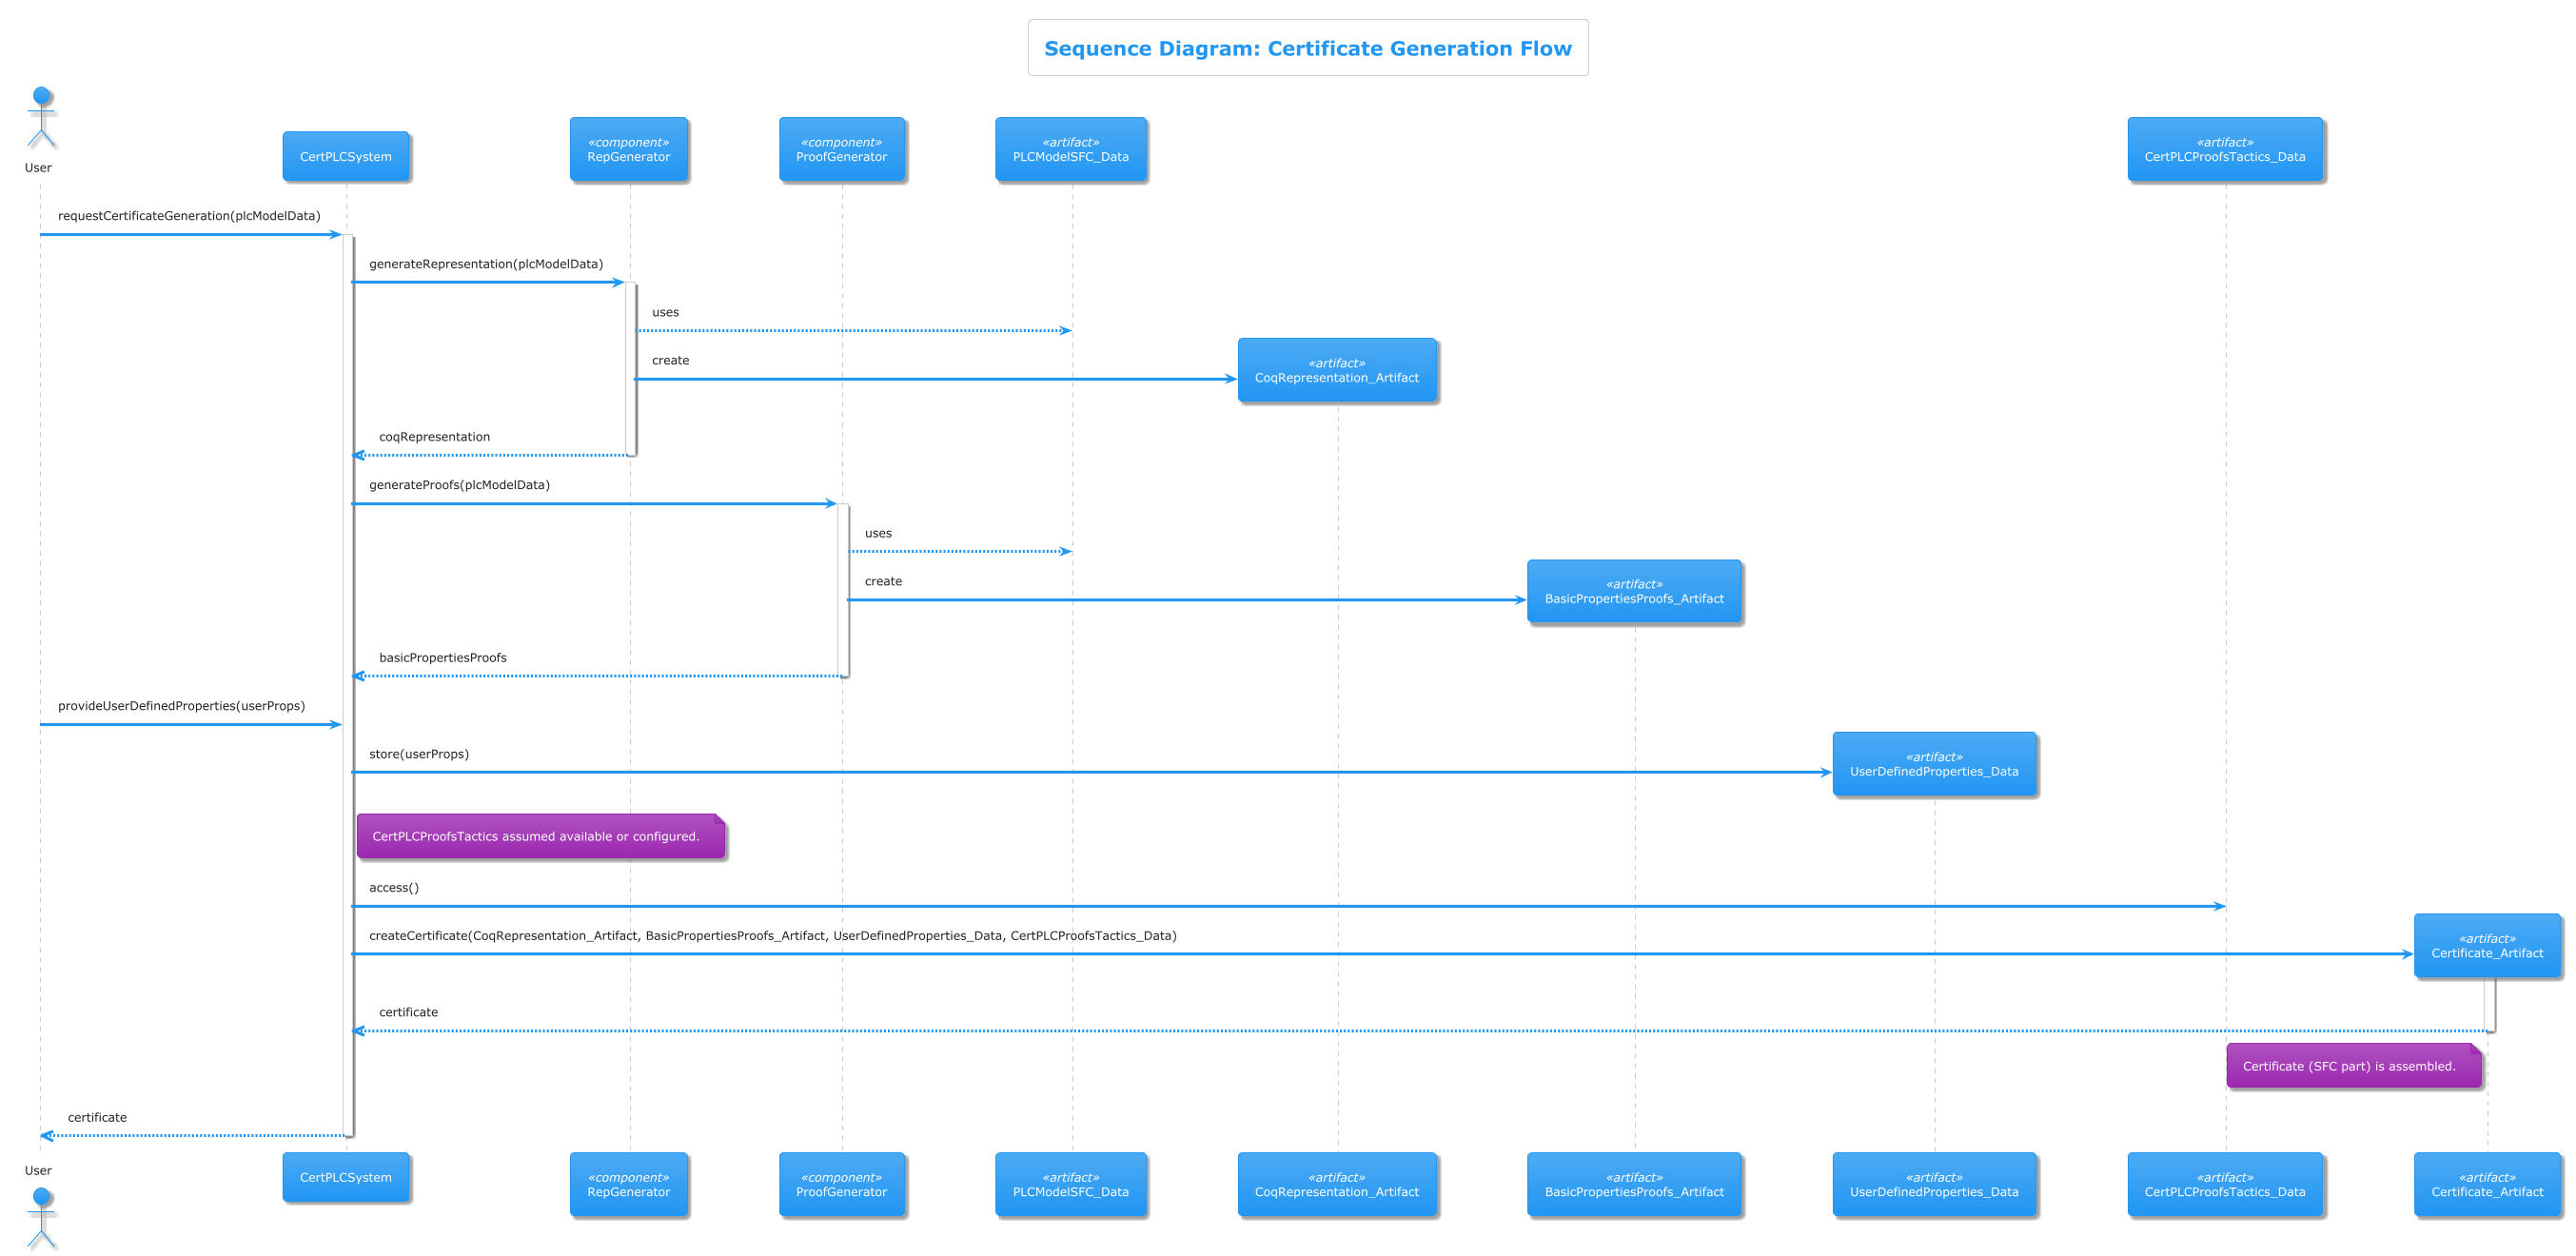 Sequence Diagram: Certificate Generation Flow
User
CertPLCSystem
«component»
RepGenerator
«component»
ProofGenerator
«artifact»
PLCModelSFC_Data
«artifact»
CertPLCProofsTactics_Data
requestCertificateGeneration(plcModelData)
generateRepresentation(plcModelData)
uses
create
«artifact»
CoqRepresentation_Artifact
coqRepresentation
generateProofs(plcModelData)
uses
create
«artifact»
BasicPropertiesProofs_Artifact
basicPropertiesProofs
provideUserDefinedProperties(userProps)
store(userProps)
«artifact»
UserDefinedProperties_Data
CertPLCProofsTactics assumed available or configured.
access()
createCertificate(CoqRepresentation_Artifact, BasicPropertiesProofs_Artifact, UserDefinedProperties_Data, CertPLCProofsTactics_Data)
«artifact»
Certificate_Artifact
certificate
Certificate (SFC part) is assembled.
certificate
User
CertPLCSystem
«component»
RepGenerator
«component»
ProofGenerator
«artifact»
PLCModelSFC_Data
«artifact»
CoqRepresentation_Artifact
«artifact»
BasicPropertiesProofs_Artifact
«artifact»
UserDefinedProperties_Data
«artifact»
CertPLCProofsTactics_Data
«artifact»
Certificate_Artifact